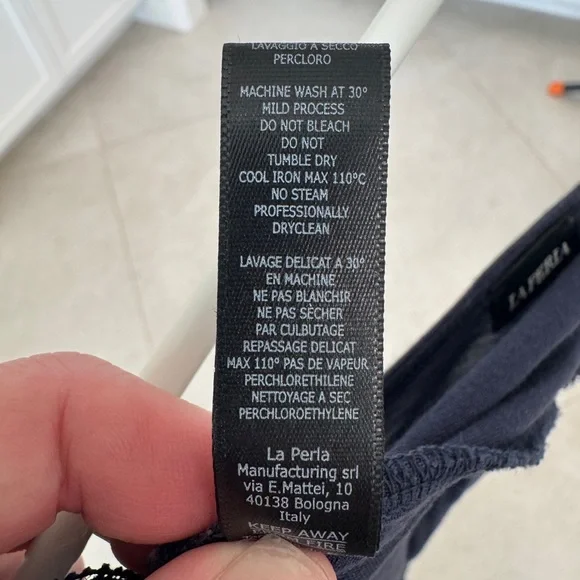 LAVAGGIO A SECCO
PERCLORO
MACHINE WASH AT 30°
MILD PROCESS
DO NOT BLEACH
DO NOT
TUMBLE DRY
COOL IRON MAX 110°C
NO STEAM
PROFESSIONALLY
DRYCLEAN
LAVAGE DELICAT A 30°
EN MACHINE
NE PAS BLANCHIR
NE PAS SÈCHER
PAR CULBUTAGE
REPASSAGE DELICAT
MAX 110° PAS DE VAPEUR
PERCHLORETHILENE
NETTOYAGE A SEC
PERCHLOROETHYLENE
La Perla
Manufacturing srl
via E.Mattei, 10
40138 Bologna
Italy
KEEP AWAY
FIRE
LA PERLA